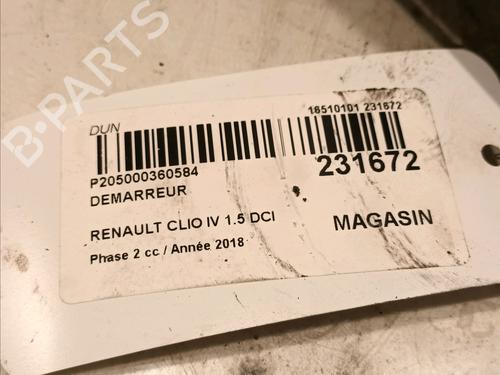 B-PARTS
DUN
16510101 231672
P205000360584
231672
DEMARREUR
RENAULT CLIO IV 1.5 DCI
MAGASIN
Phase 2 cc / Année 2018